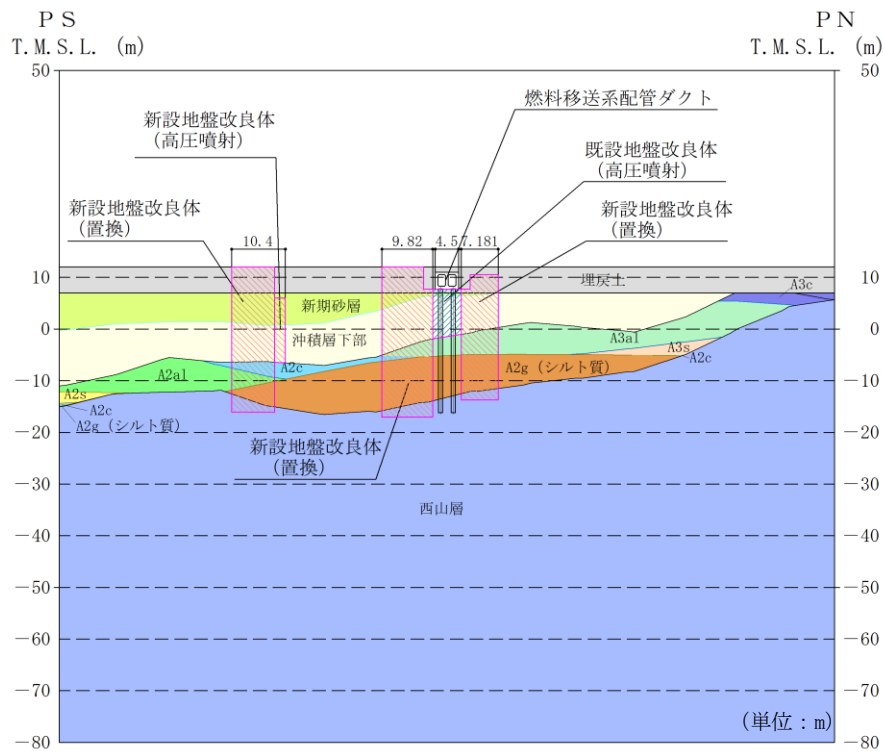 PS
T.M.S.L. (m)
PN
T.M.S.L. (m)
50
50
燃料移送系配管ダクト
新設地盤改良体
(高圧噴射)
既設地盤改良体
(高圧噴射)
新設地盤改良体
(置換)
新設地盤改良体
(置換)
10.4
9.82
4.5
7.181
10
埋戻土
A3c
10
新期砂層
0
沖積層下部
A3al
0
A3s
A2c
A2c
A2al
A2g (シルト質)
-10
-10
A2s
A2c
A2g (シルト質)
-20
-20
新設地盤改良体
(置換)
-30
-30
西山層
-40
-40
-50
-50
-60
-60
-70
-70
(単位:m)
-80
-80